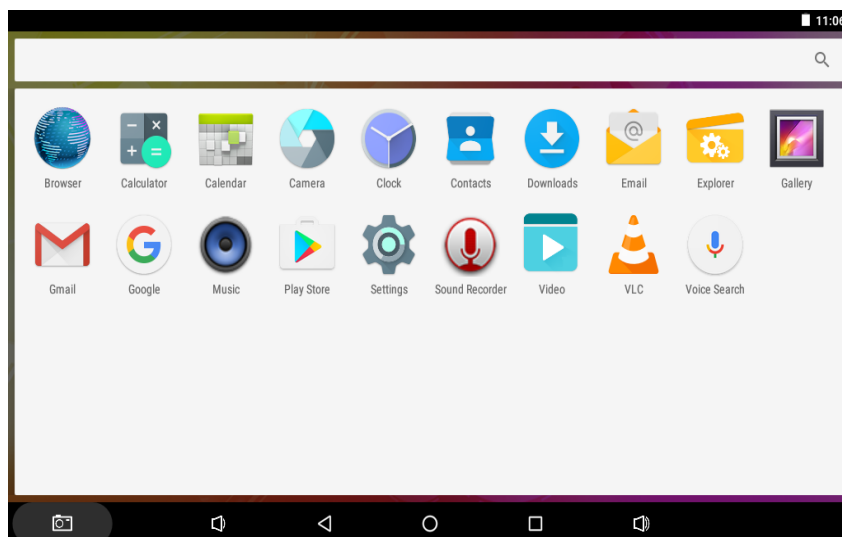 11:06
Browser Calculator Calendar Camera Clock Contacts Downloads Email Explorer Gallery
Gmail Google Music Play Store Settings Sound Recorder Video VLC Voice Search